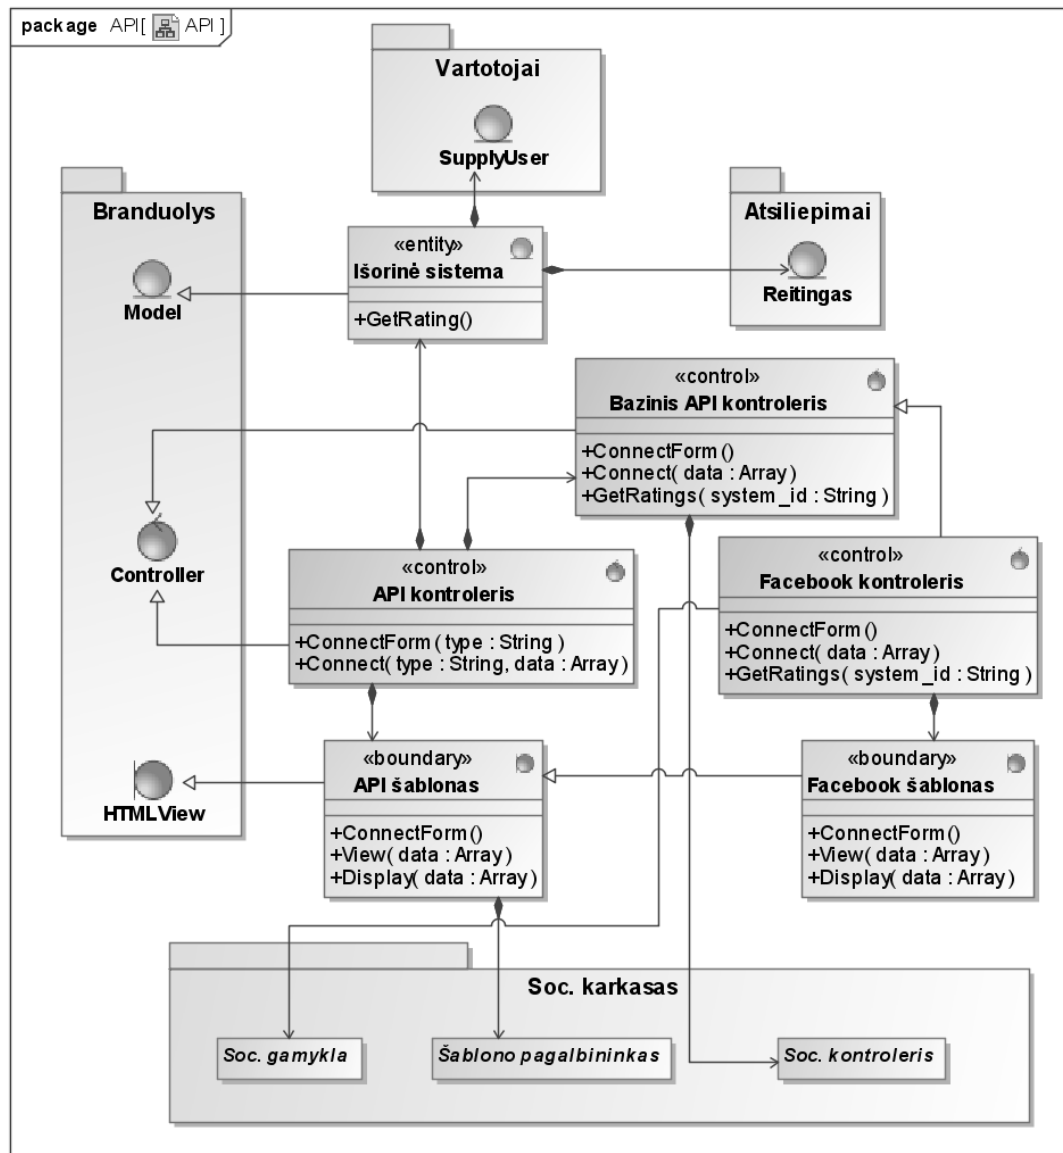 package API[ API ]
Vartotojai
SupplyUser
Branduolys
Model
Controller
HTMLView
Atsiliepimai
Reitingas
«entity»
Išorinė sistema
+GetRating()
«control»
Bazinis API kontroleris
+ConnectForm()
+Connect( data : Array)
+GetRatings( system_id : String )
«control»
API kontroleris
+ConnectForm( type : String )
+Connect( type : String, data : Array)
«control»
Facebook kontroleris
+ConnectForm()
+Connect( data : Array)
+GetRatings( system_id : String )
«boundary»
API šablonas
+ConnectForm()
+View( data : Array)
+Display( data : Array)
«boundary»
Facebook šablonas
+ConnectForm()
+View( data : Array)
+Display( data : Array)
Soc. karkasas
Soc. gamykla
Šablono pagalbininkas
Soc. kontroleris